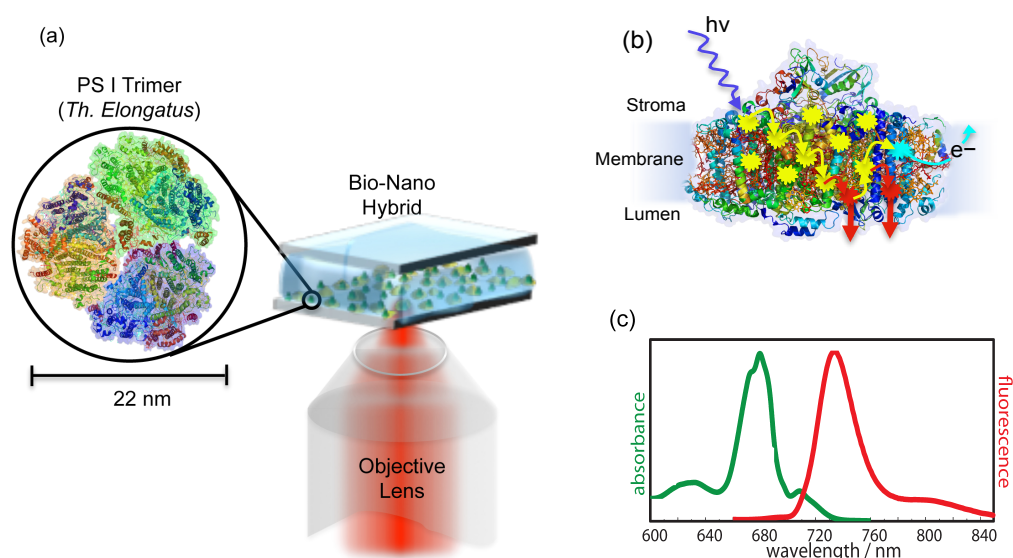 (a)
PS I Trimer
(Th. Elongatus)
22 nm
Bio-Nano
Hybrid
Objective
Lens
(b)
hν
Stroma
Membrane
Lumen
e−
(c)
absorbance
fluorescence
600 640 680 720 760 800 840
wavelength / nm